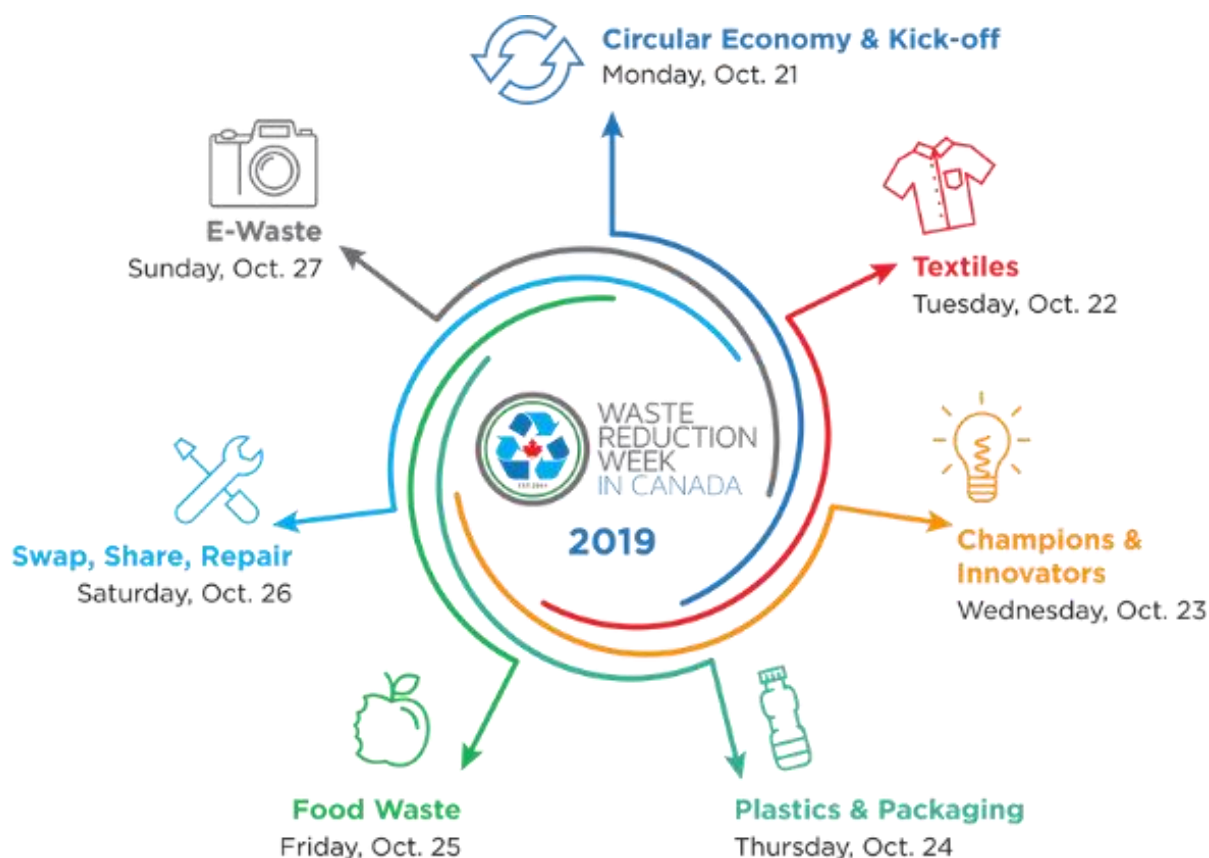 Circular Economy & Kick-off
Monday, Oct. 21
Textiles
Tuesday, Oct. 22
Champions &
Innovators
Wednesday, Oct. 23
Plastics & Packaging
Thursday, Oct. 24
Food Waste
Friday, Oct. 25
Swap, Share, Repair
Saturday, Oct. 26
E-Waste
Sunday, Oct. 27
WASTE
REDUCTION
WEEK
IN CANADA
2019